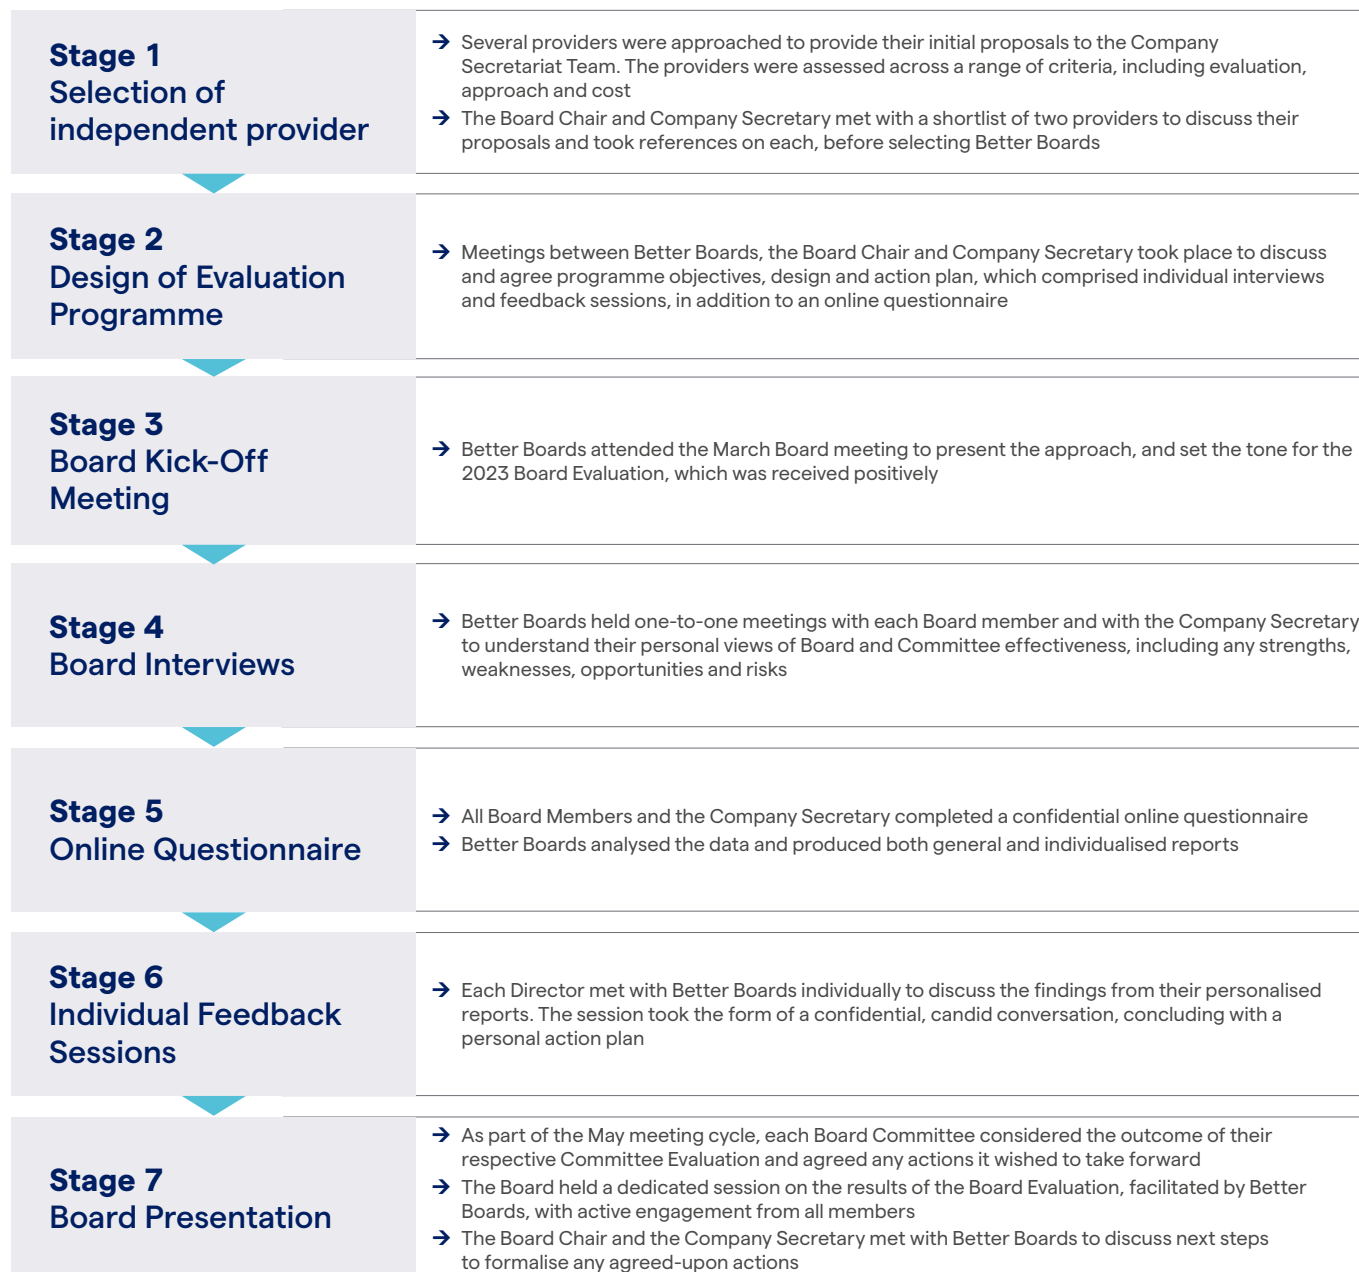 Stage 1
Selection of
independent provider
→ Several providers were approached to provide their initial proposals to the Company
Secretariat Team. The providers were assessed across a range of criteria, including evaluation,
approach and cost
→ The Board Chair and Company Secretary met with a shortlist of two providers to discuss their
proposals and took references on each, before selecting Better Boards
Stage 2
Design of Evaluation
Programme
→ Meetings between Better Boards, the Board Chair and Company Secretary took place to discuss
and agree programme objectives, design and action plan, which comprised individual interviews
and feedback sessions, in addition to an online questionnaire
Stage 3
Board Kick-Off
Meeting
→ Better Boards attended the March Board meeting to present the approach, and set the tone for the
2023 Board Evaluation, which was received positively
Stage 4
Board Interviews
→ Better Boards held one-to-one meetings with each Board member and with the Company Secretary
to understand their personal views of Board and Committee effectiveness, including any strengths,
weaknesses, opportunities and risks
Stage 5
Online Questionnaire
→ All Board Members and the Company Secretary completed a confidential online questionnaire
→ Better Boards analysed the data and produced both general and individualised reports
Stage 6
Individual Feedback
Sessions
→ Each Director met with Better Boards individually to discuss the findings from their personalised
reports. The session took the form of a confidential, candid conversation, concluding with a
personal action plan
Stage 7
Board Presentation
→ As part of the May meeting cycle, each Board Committee considered the outcome of their
respective Committee Evaluation and agreed any actions it wished to take forward
→ The Board held a dedicated session on the results of the Board Evaluation, facilitated by Better
Boards, with active engagement from all members
→ The Board Chair and the Company Secretary met with Better Boards to discuss next steps
to formalise any agreed-upon actions